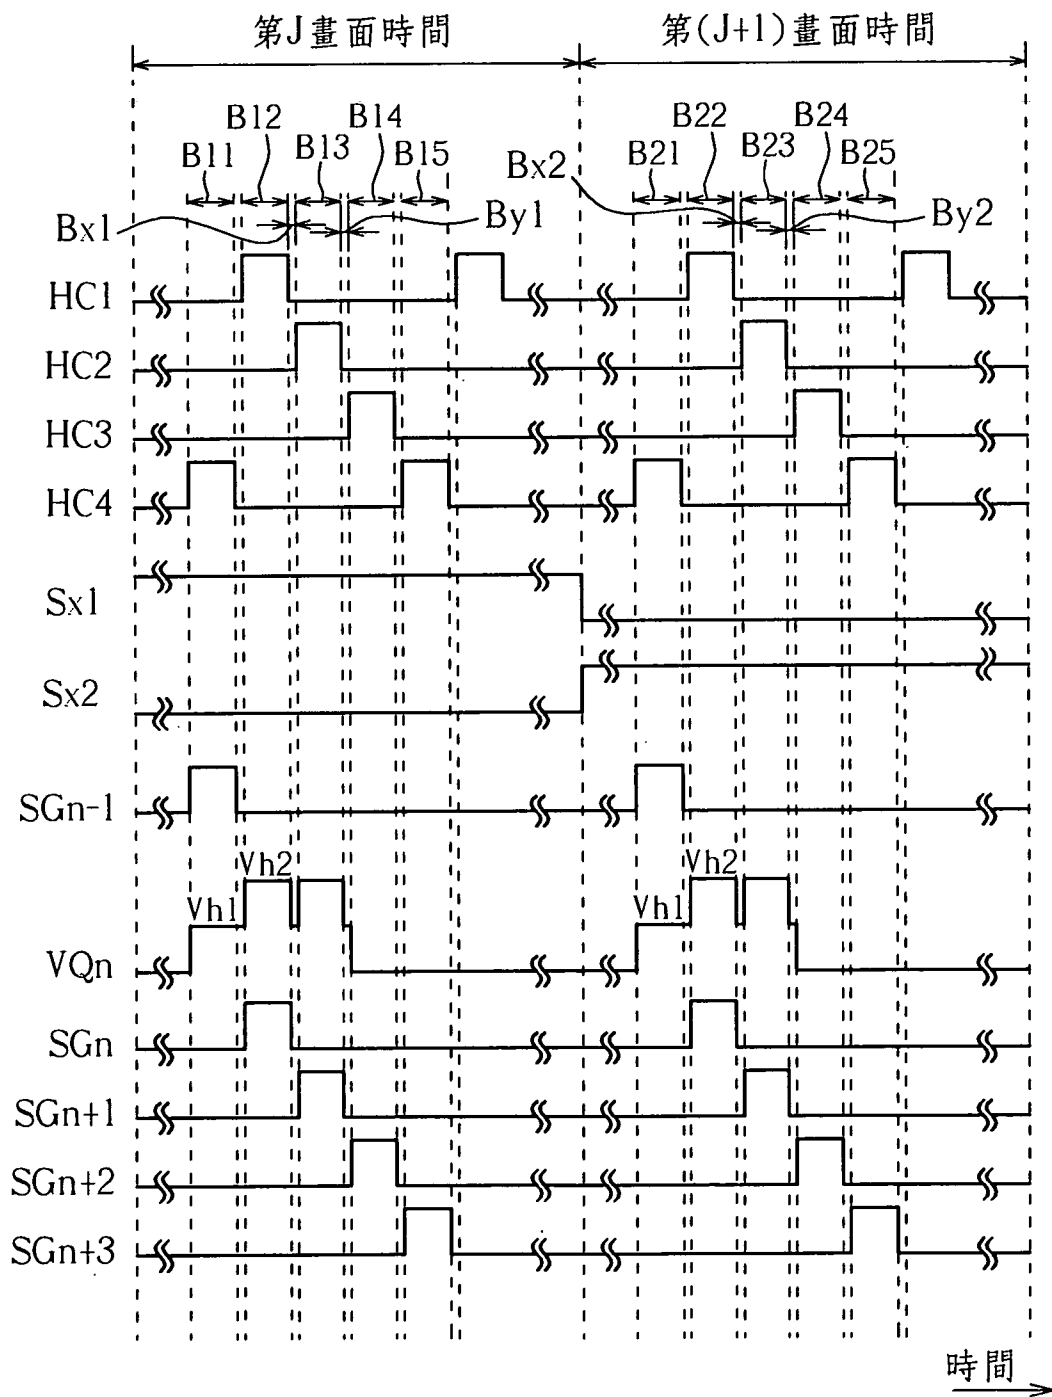 第J畫面時間
第(J+1)畫面時間
B11
B12
B13
B14
B15
B21
B22
B23
B24
B25
Bx1
By1
Bx2
By2
HC1
HC2
HC3
HC4
Sx1
Sx2
SGn-1
Vh1
Vh2
Vh1
Vh2
VQn
SGn
SGn+1
SGn+2
SGn+3
時間